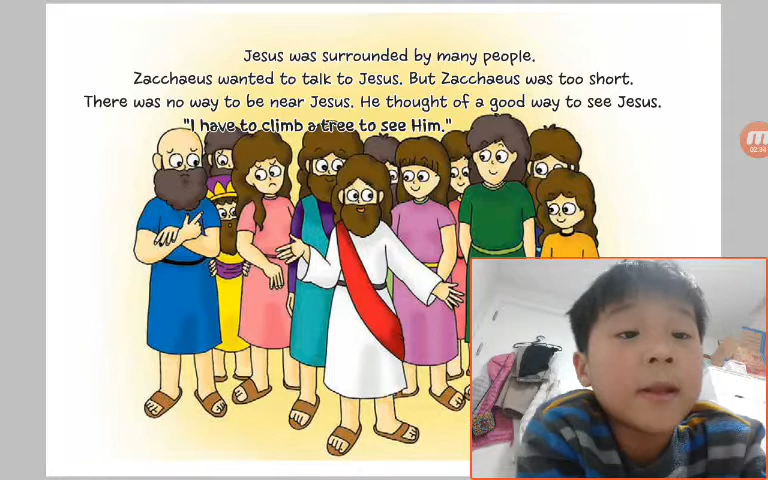 Jesus was surrounded by many people.
Zacchaeus wanted to talk to Jesus. But Zacchaeus was too short.
There was no way to be near Jesus. He thought of a good way to see Jesus.
"I have to climb a tree to see Him."
M
02:34